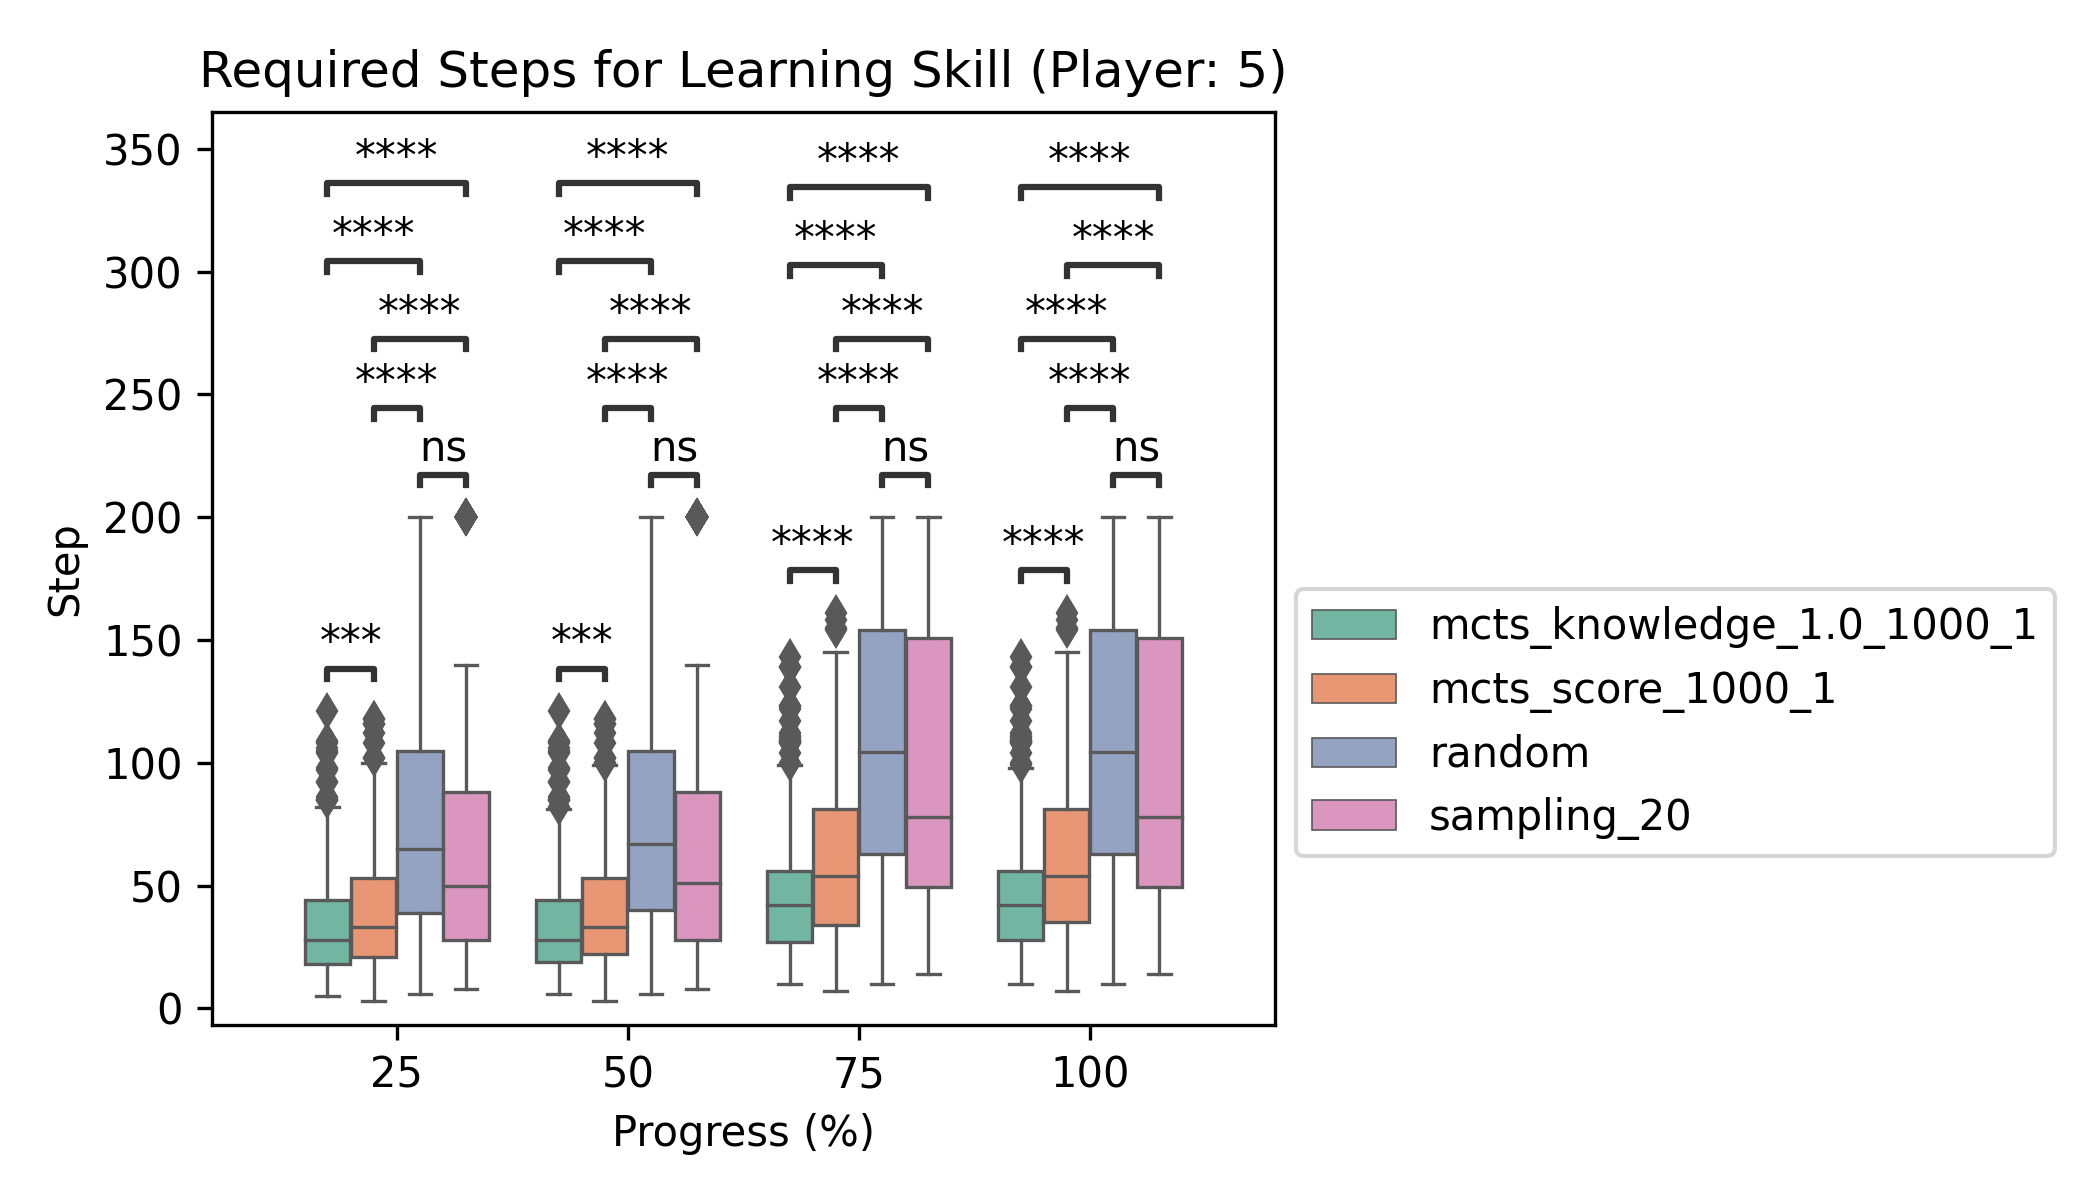 Required Steps for Learning Skill (Player: 5)
350
300
250
200
150
100
50
0
Step
**** **** **** ****
**** **** **** ****
**** **** **** ****
**** **** **** ****
ns ns ns ns
**** ****
*** ***
25 50 75 100
Progress (%)
mcts_knowledge_1.0_1000_1
mcts_score_1000_1
random
sampling_20